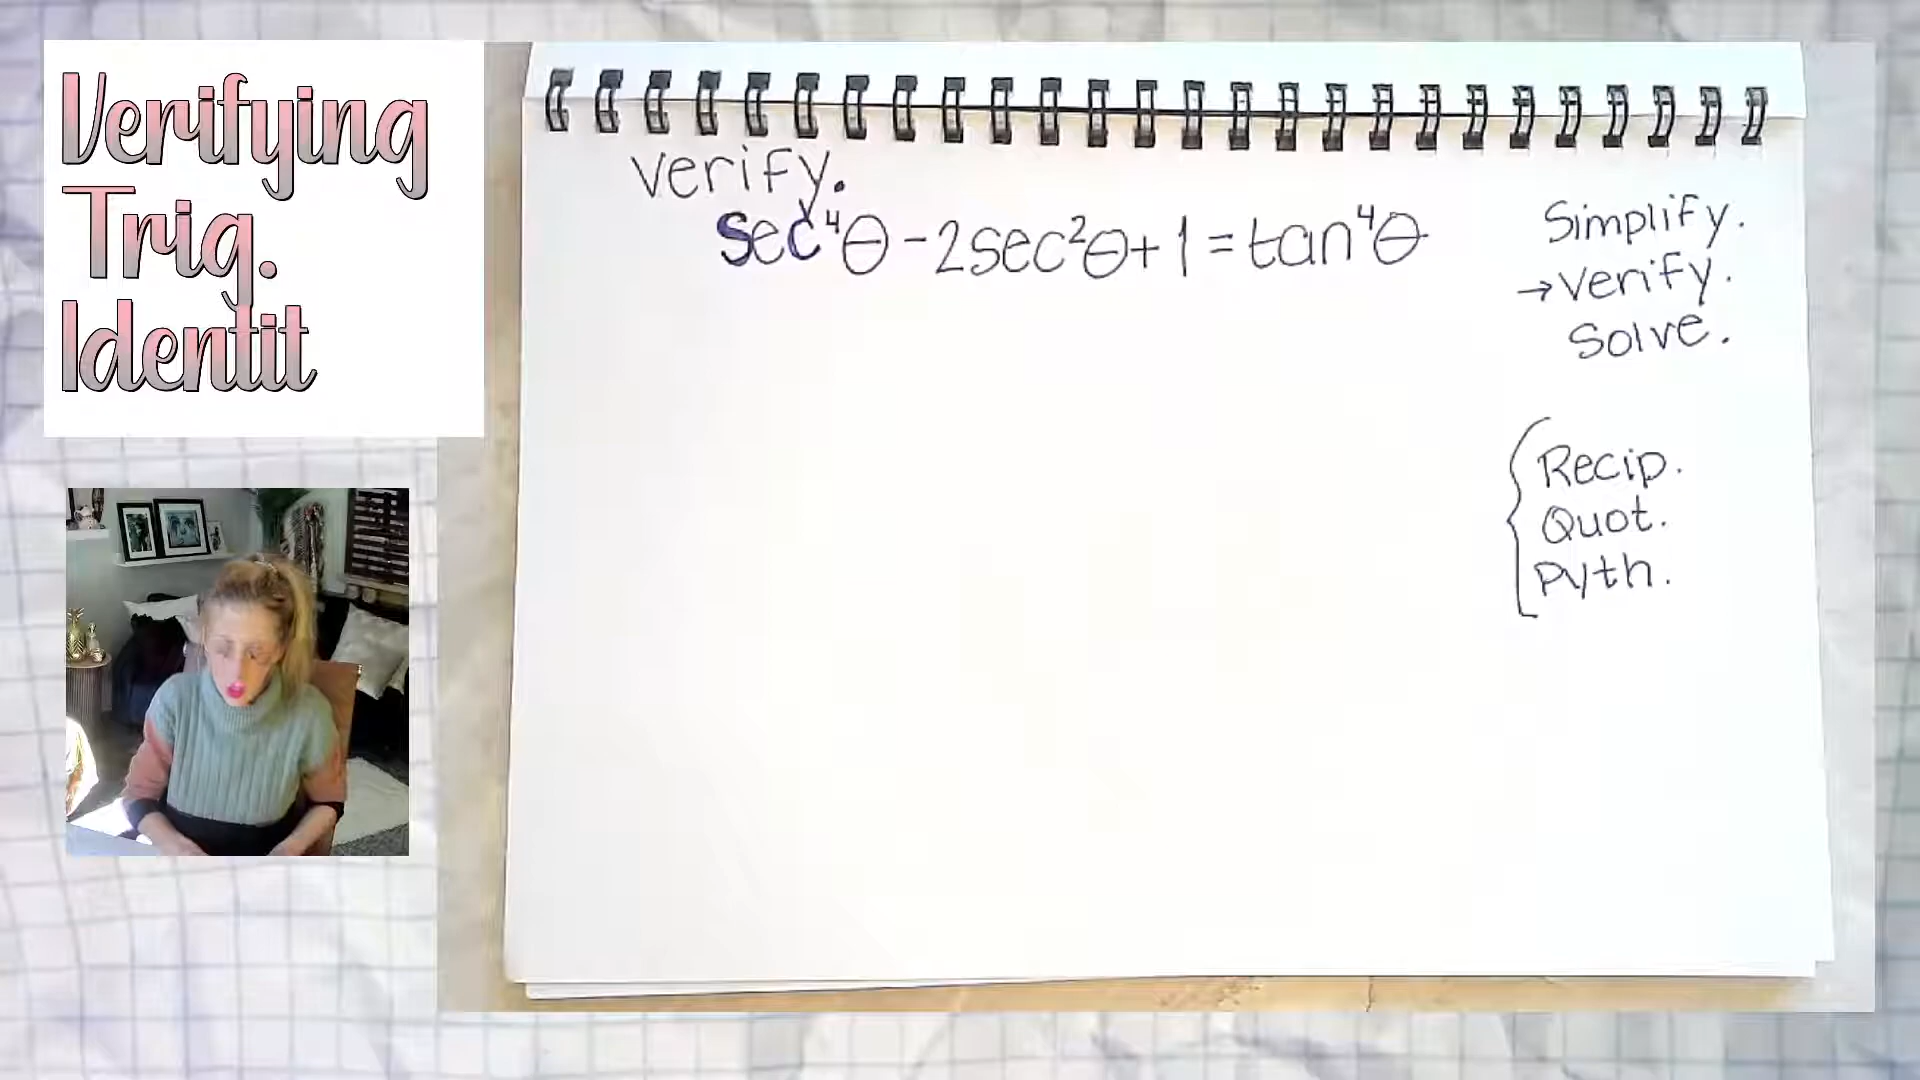 Verifying
Trig.
Identit
verify.
sec⁴θ - 2sec²θ + 1 = tan⁴θ
Simplify.
→ Verify.
Solve.
Recip.
Quot.
Pyth.